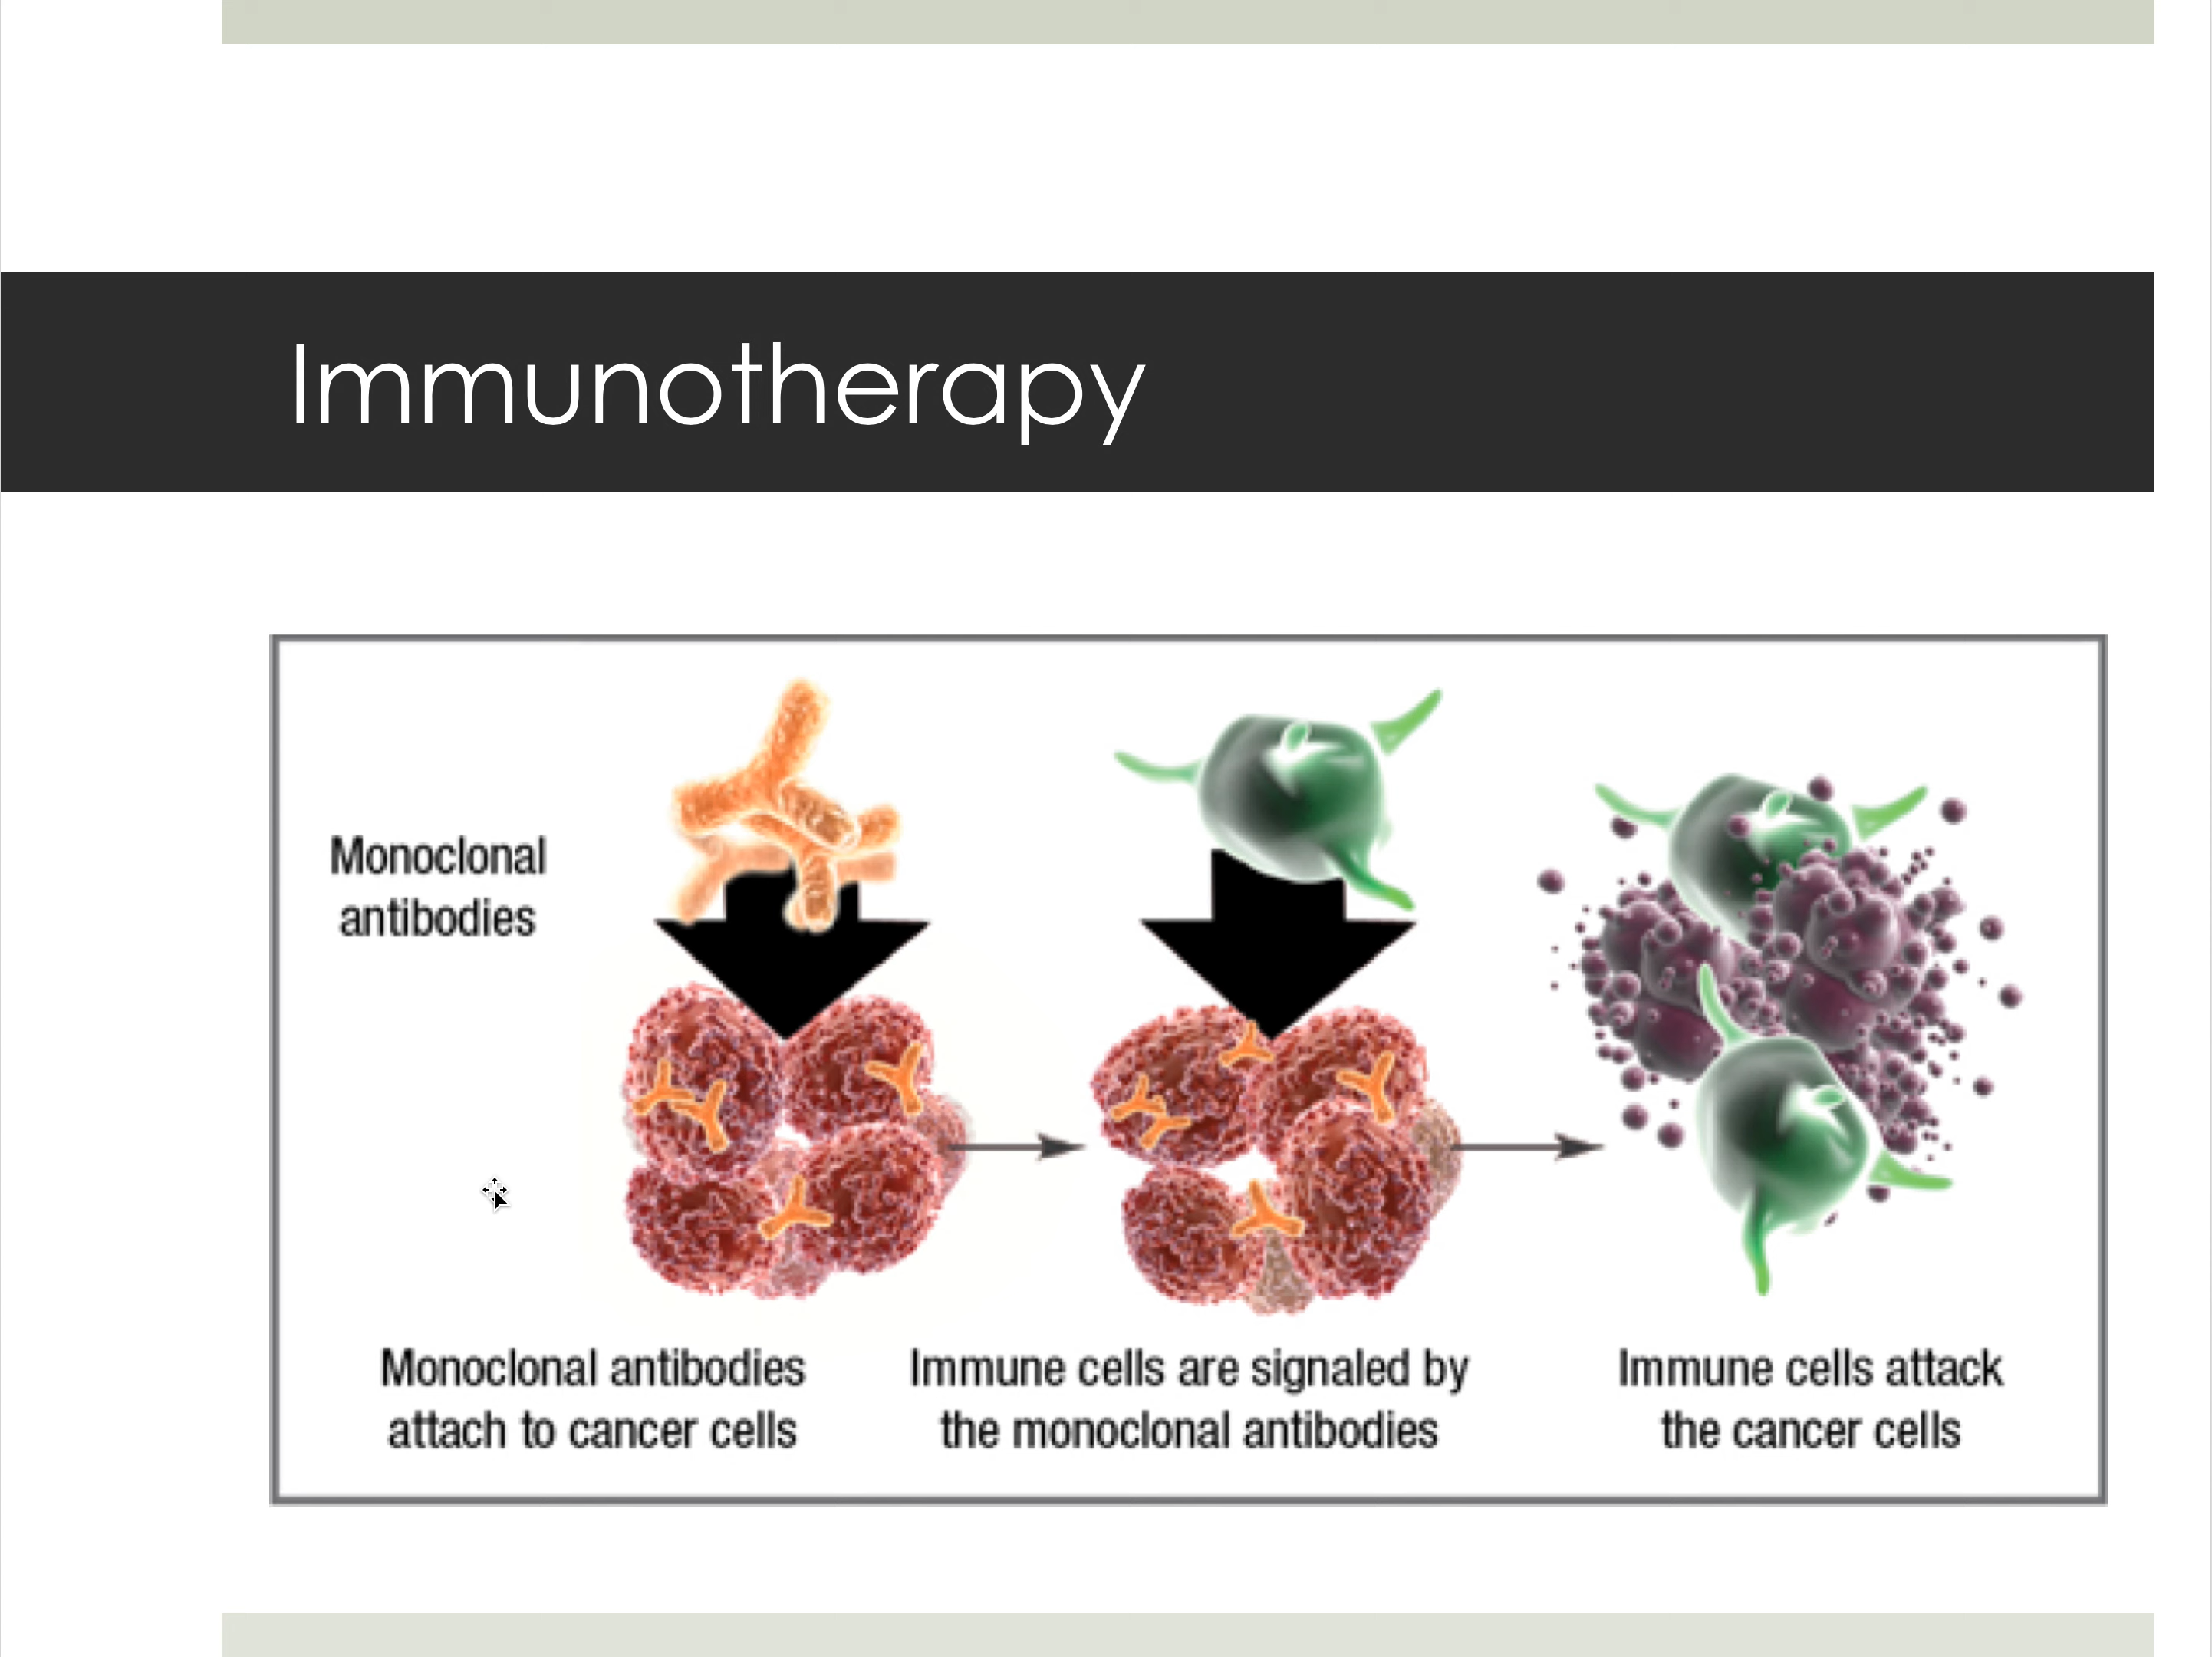 Immunotherapy
Monoclonal
antibodies
Monoclonal antibodies
attach to cancer cells
Immune cells are signaled by
the monoclonal antibodies
Immune cells attack
the cancer cells